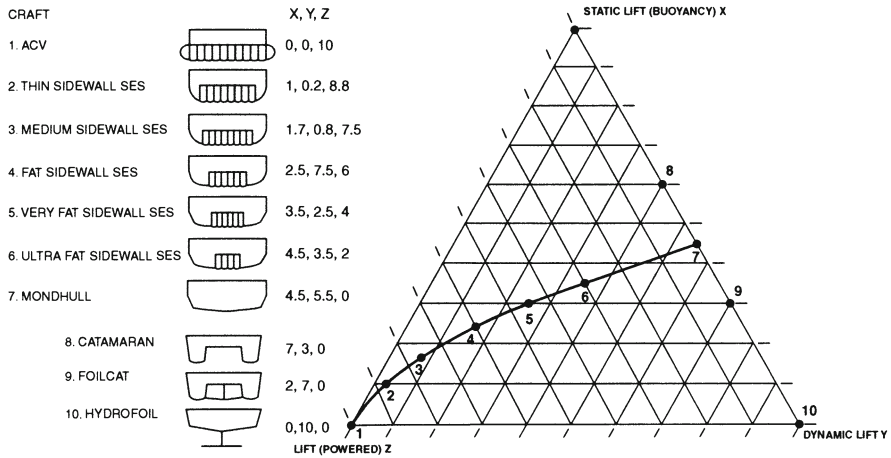 CRAFT X, Y, Z
1. ACV 0, 0, 10
2. THIN SIDEWALL SES 1, 0.2, 8.8
3. MEDIUM SIDEWALL SES 1.7, 0.8, 7.5
4. FAT SIDEWALL SES 2.5, 7.5, 6
5. VERY FAT SIDEWALL SES 3.5, 2.5, 4
6. ULTRA FAT SIDEWALL SES 4.5, 3.5, 2
7. MONDHULL 4.5, 5.5, 0
8. CATAMARAN 7, 3, 0
9. FOILCAT 2, 7, 0
10. HYDROFOIL 0,10, 0
STATIC LIFT (BUOYANCY) X
8
7
6
9
5
4
3
2
1
10
DYNAMIC LIFT Y
LIFT (POWERED) Z